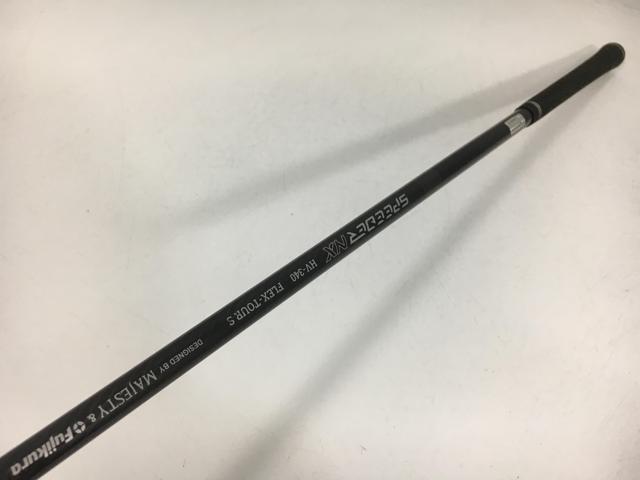 SPEEDER NX HV-340 FLEX-TOUR S DESIGNED BY MAJESTY & Fujikura